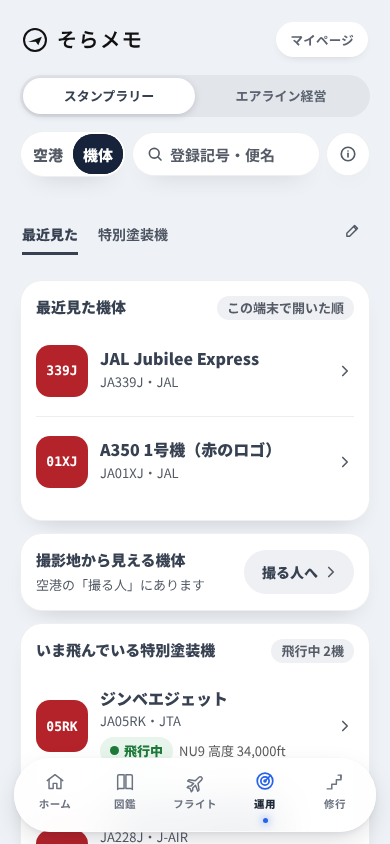 そらメモ
マイページ
スタンプラリー
エアライン経営
空港
機体
登録記号・便名
最近見た
特別塗装機
最近見た機体
この端末で開いた順
339J
JAL Jubilee Express
JA339J・JAL
01XJ
A350 1号機（赤のロゴ）
JA01XJ・JAL
撮影地から見える機体
空港の「撮る人」にあります
撮る人へ
いま飛んでいる特別塗装機
飛行中 2機
05RK
ジンベエジェット
JA05RK・JTA
飛行中
NU9 高度 34,000ft
ホーム
図鑑
フライト
運用
修行
JA228J・J-AIR